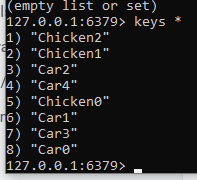 (empty list or set)
127.0.0.1:6379> keys *
1) "Chicken2"
2) "Chicken1"
3) "Car2"
4) "Car4"
5) "Chicken0"
6) "Car1"
7) "Car3"
8) "Car0"
127.0.0.1:6379>